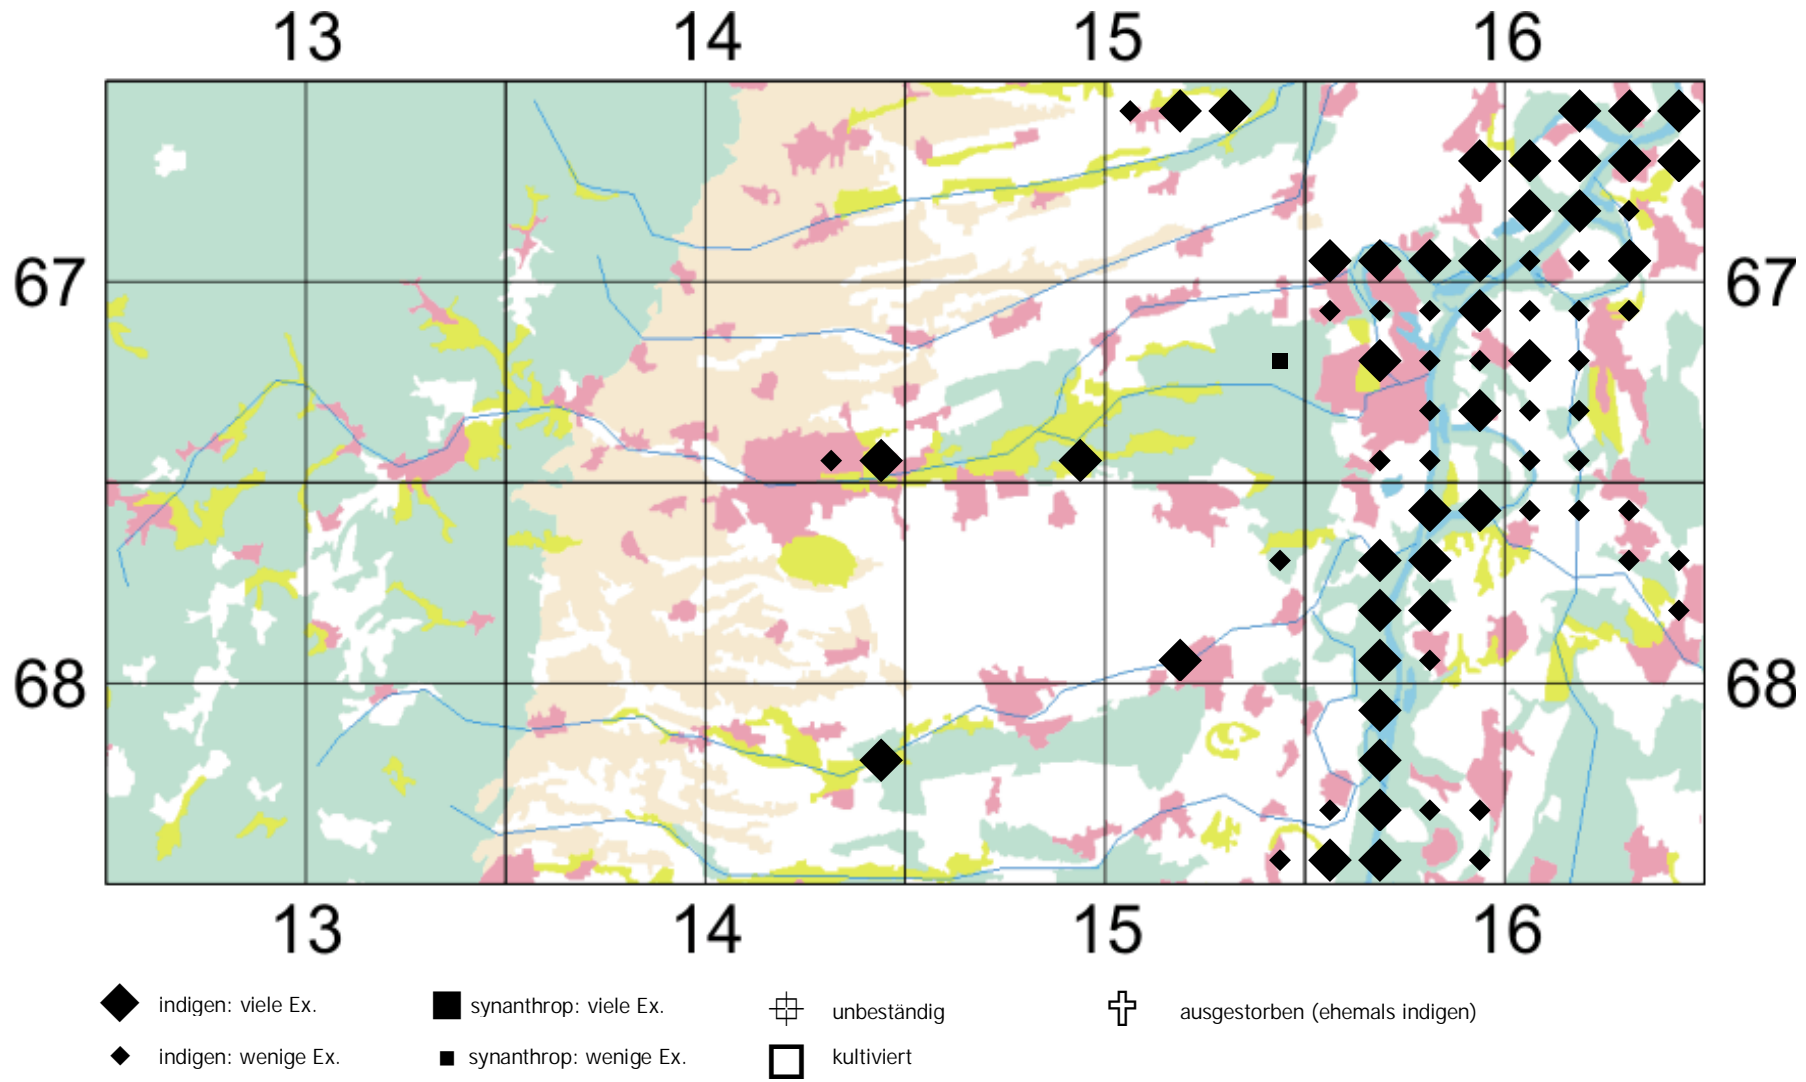 13 14 15 16
67 67
68 68
13 14 15 16
indigen: viele Ex. synanthrop: viele Ex. unbeständig ausgestorben (ehemals indigen)
indigen: wenige Ex. synanthrop: wenige Ex. kultiviert